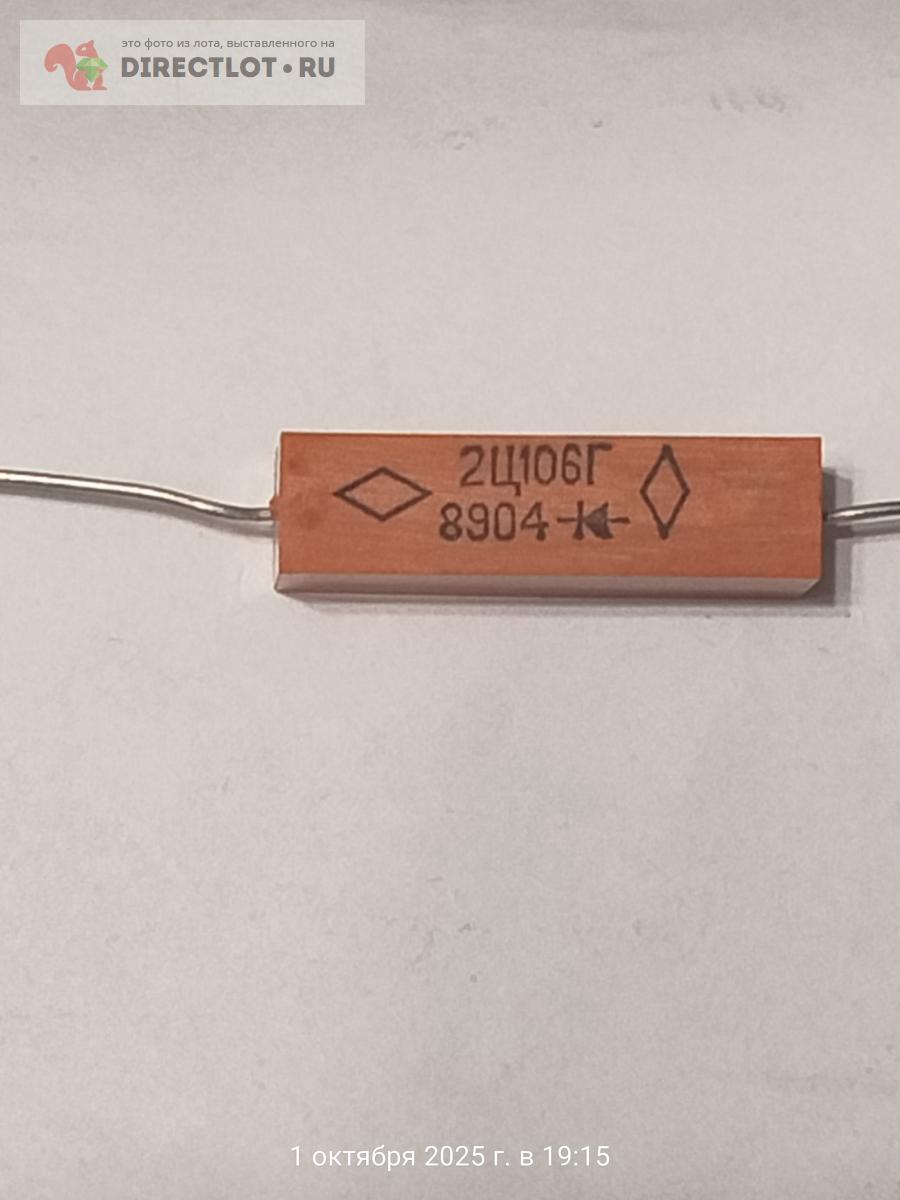 это фото из лота, выставленного на
DIRECTLOT•RU
2Ц106Г
8904
1 октября 2025 г. в 19:15